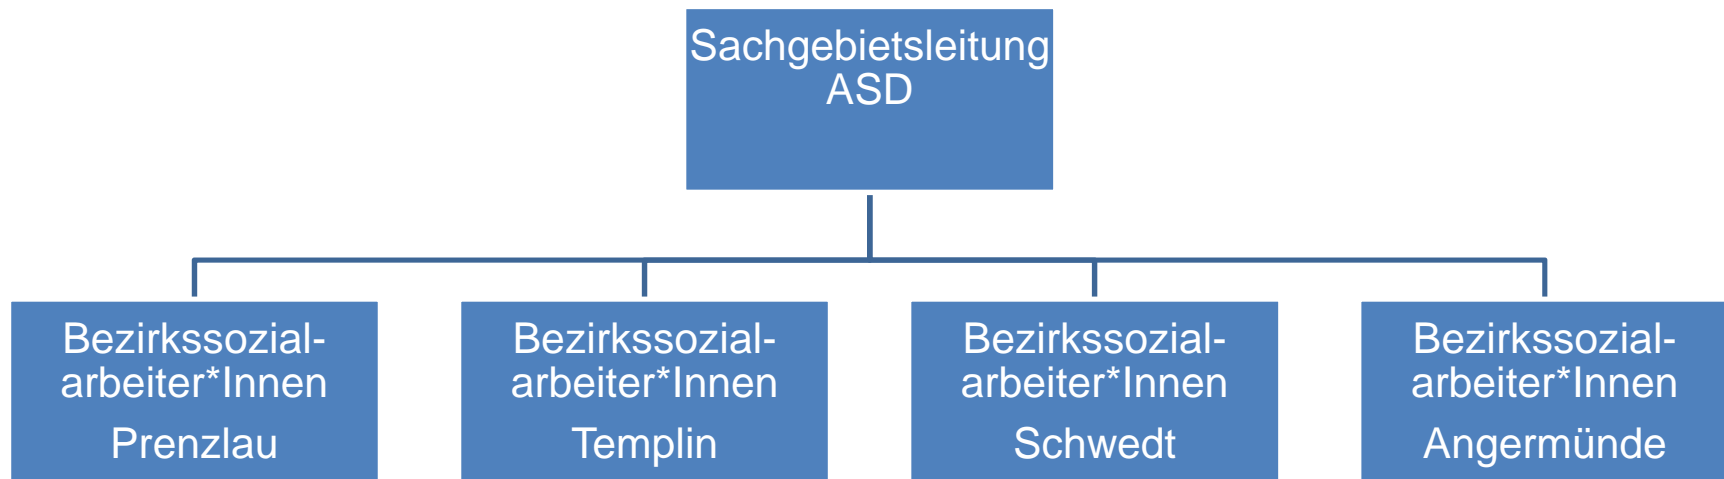 Sachgebietsleitung
ASD
Bezirkssozial-
arbeiter*Innen
Prenzlau
Bezirkssozial-
arbeiter*Innen
Templin
Bezirkssozial-
arbeiter*Innen
Schwedt
Bezirkssozial-
arbeiter*Innen
Angermünde